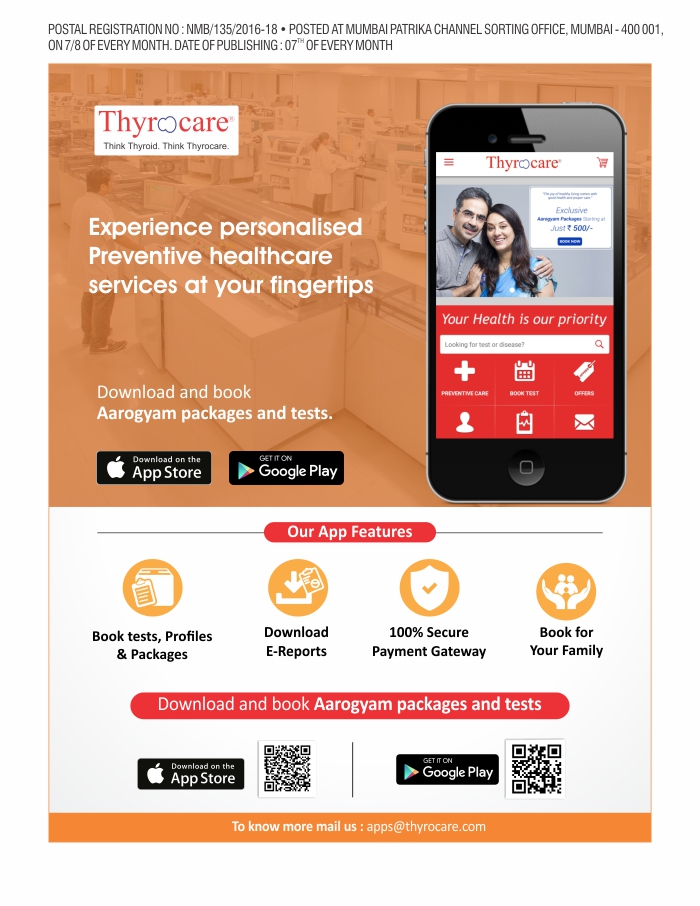 POSTAL REGISTRATION NO : NMB/135/2016-18 • POSTED AT MUMBAI PATRIKA CHANNEL SORTING OFFICE, MUMBAI - 400 001,
ON 7/8 OF EVERY MONTH. DATE OF PUBLISHING : 07TH OF EVERY MONTH
Thyrocare®
Think Thyroid. Think Thyrocare.
Experience personalised
Preventive healthcare
services at your fingertips
Download and book
Aarogyam packages and tests.
Download on the
App Store
GET IT ON
Google Play
Thyrocare®
"The joy of healthy living comes with
good health and proper care."
Exclusive
Aarogyam Packages Starting at
Just ₹ 500/-
BOOK NOW
Your Health is our priority
Looking for test or disease?
PREVENTIVE CARE
BOOK TEST
OFFERS
Our App Features
Book tests, Profiles
& Packages
Download
E-Reports
100% Secure
Payment Gateway
Book for
Your Family
Download and book Aarogyam packages and tests
Download on the
App Store
GET IT ON
Google Play
To know more mail us : apps@thyrocare.com